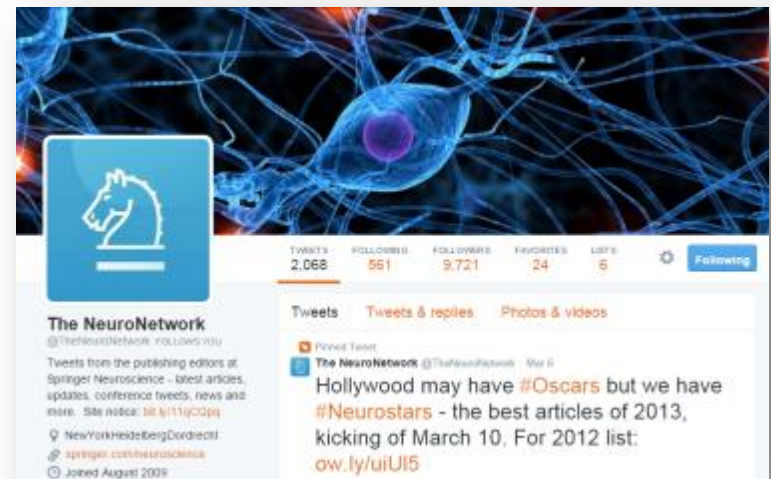 TWEETS FOLLOWING FOLLOWERS FAVORITES LISTS
2,068 561 9,721 24 6
Following
Tweets Tweets & replies Photos & videos
The NeuroNetwork
@TheNeuroNetwork FOLLOWS YOU
Tweets from the publishing editors at
Springer Neuroscience - latest articles,
updates, conference tweets, news and
more. Site notice:
NewYorkHeidelbergDordrecht
springer.com/neuroscience
Joined August 2009
Pinned Tweet
The NeuroNetwork @TheNeuroNetwork · Mar 6
Hollywood may have #Oscars but we have
#Neurostars - the best articles of 2013,
kicking of March 10. For 2012 list:
ow.ly/uiUI5